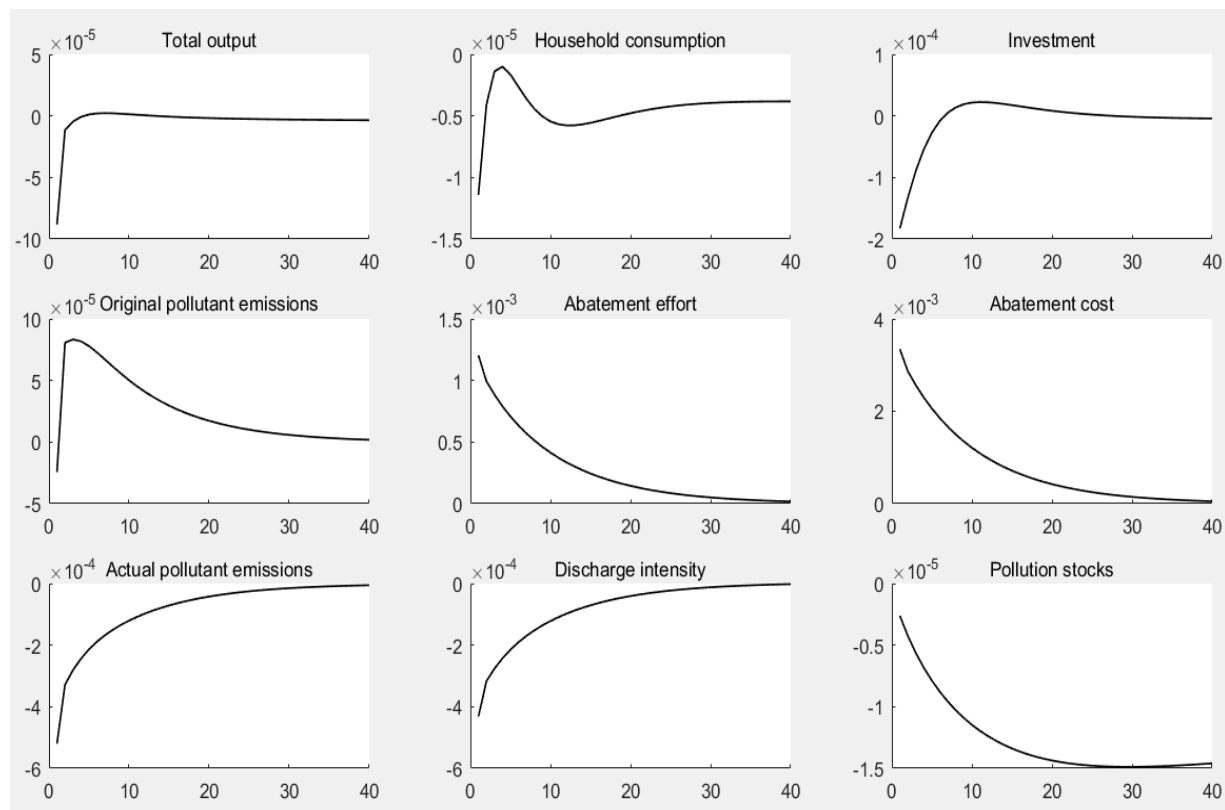 ×10⁻⁵ Total output
5
0
-5
-10
0 10 20 30 40
×10⁻⁵ Household consumption
0
-0.5
-1
-1.5
0 10 20 30 40
×10⁻⁴ Investment
1
0
-1
-2
0 10 20 30 40
×10⁻⁵ Original pollutant emissions
10
5
0
-5
0 10 20 30 40
×10⁻³ Abatement effort
1.5
1
0.5
0
0 10 20 30 40
×10⁻³ Abatement cost
4
2
0
0 10 20 30 40
×10⁻⁴ Actual pollutant emissions
0
-2
-4
-6
0 10 20 30 40
×10⁻⁴ Discharge intensity
0
-2
-4
-6
0 10 20 30 40
×10⁻⁵ Pollution stocks
0
-0.5
-1
-1.5
0 10 20 30 40